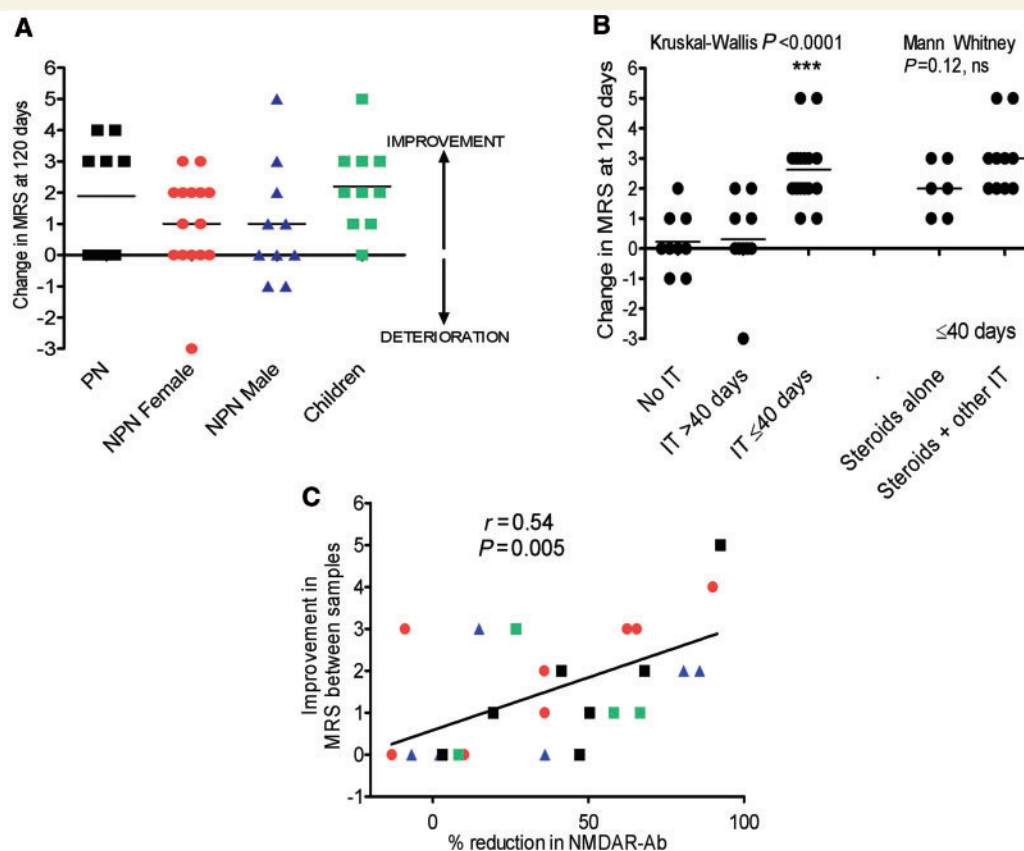 A
Change in MRS at 120 days
6
5
4
3
2
1
0
-1
-2
-3
IMPROVEMENT
DETERIORATION
PN
NPN Female
NPN Male
Children
B
Kruskal-Wallis P <0.0001
***
Mann Whitney
P=0.12, ns
Change in MRS at 120 days
6
5
4
3
2
1
0
-1
-2
-3
≤40 days
No IT
IT >40 days
IT ≤40 days
Steroids alone
Steroids + other IT
C
r=0.54
P=0.005
Improvement in
MRS between samples
6
5
4
3
2
1
0
-1
0
50
100
% reduction in NMDAR-Ab